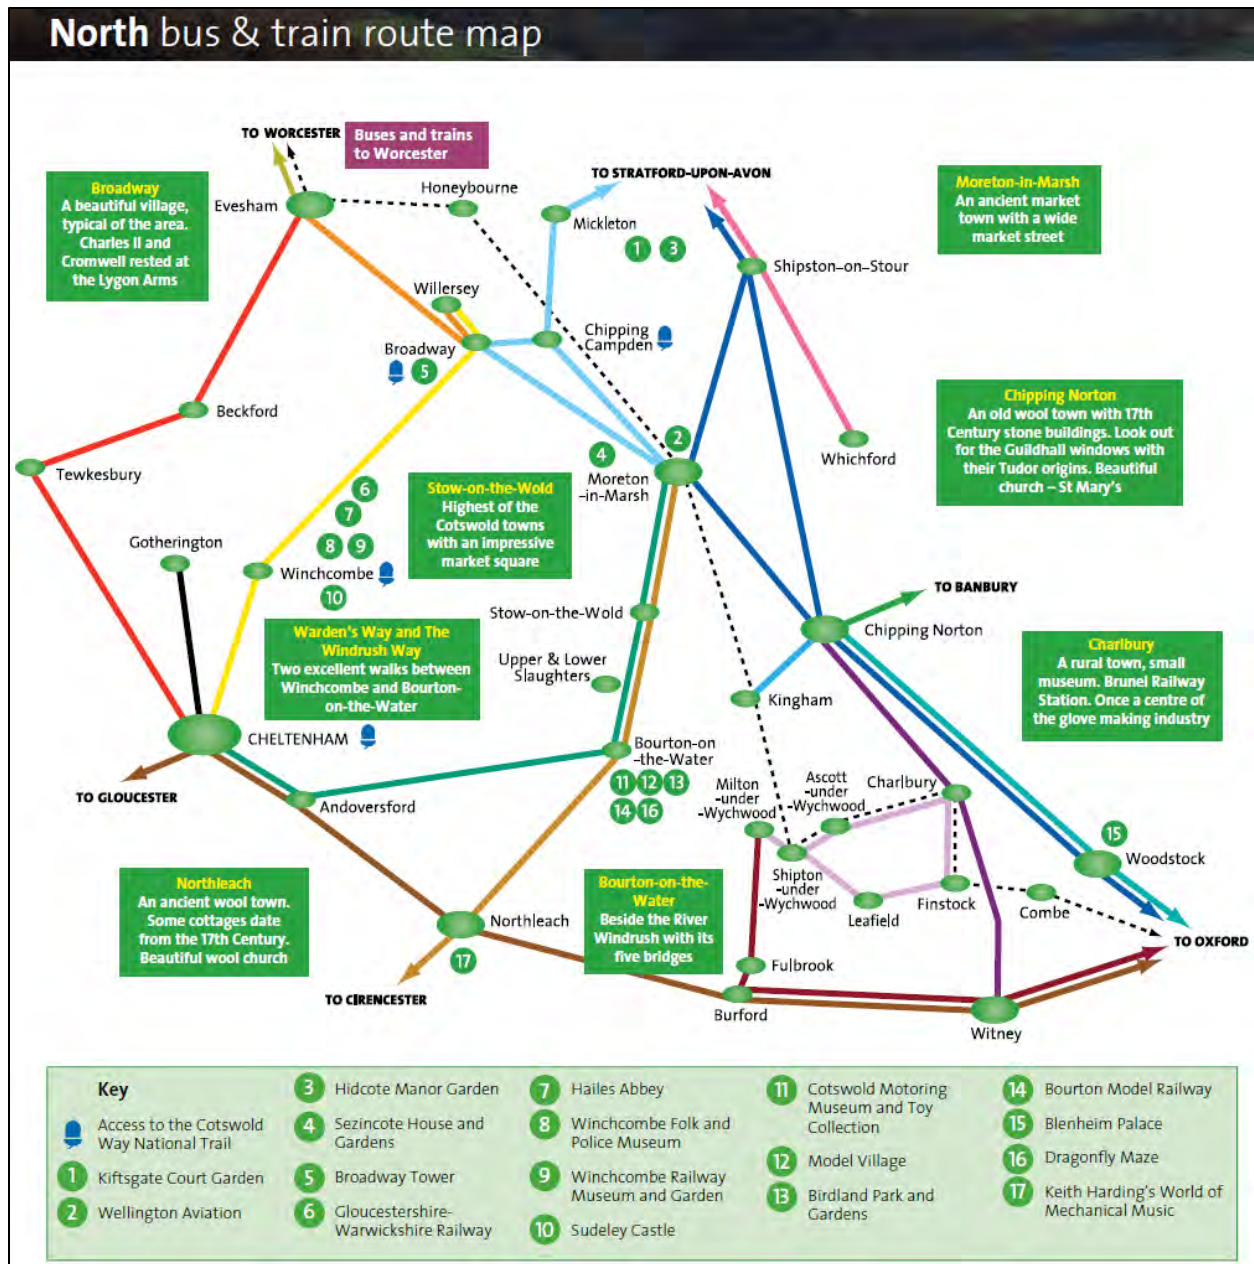 North bus & train route map
TO WORCESTER
Buses and trains
to Worcester
TO STRATFORD-UPON-AVON
Broadway
A beautiful village,
typical of the area.
Charles II and
Cromwell rested at
the Lygon Arms
Evesham
Honeybourne
Mickleton
1 3
Moreton-in-Marsh
An ancient market
town with a wide
market street
Shipston-on-Stour
Willersey
Broadway
5
Chipping
Campden
Chipping Norton
An old wool town with 17th
Century stone buildings. Look out
for the Guildhall windows with
their Tudor origins. Beautiful
church – St Mary's
Beckford
Tewkesbury
2
4
Moreton
-in-Marsh
Whichford
6
7
8 9
Winchcombe
10
Stow-on-the-Wold
Highest of the
Cotswold towns
with an impressive
market square
Gotherington
TO BANBURY
Stow-on-the-Wold
Chipping Norton
Warden's Way and The
Windrush Way
Two excellent walks between
Winchcombe and Bourton-
on-the-Water
Upper & Lower
Slaughters
Kingham
Charlbury
A rural town, small
museum. Brunel Railway
Station. Once a centre of
the glove making industry
CHELTENHAM
Bourton-on
-the-Water
11 12 13
14 16
TO GLOUCESTER
Andoversford
Milton
-under
-Wychwood
Ascott
-under
-Wychwood
Charlbury
15
Woodstock
Shipton
-under
-Wychwood
Leafield
Finstock
Combe
TO OXFORD
Northleach
An ancient wool town.
Some cottages date
from the 17th Century.
Beautiful wool church
Northleach
17
TO CIRENCESTER
Bourton-on-the-
Water
Beside the River
Windrush with its
five bridges
Fulbrook
Burford
Witney
Key
Access to the Cotswold
Way National Trail
1 Kiftsgate Court Garden
2 Wellington Aviation
3 Hidcote Manor Garden
4 Sezincote House and
Gardens
5 Broadway Tower
6 Gloucestershire-
Warwickshire Railway
7 Hailes Abbey
8 Winchcombe Folk and
Police Museum
9 Winchcombe Railway
Museum and Garden
10 Sudeley Castle
11 Cotswold Motoring
Museum and Toy
Collection
12 Model Village
13 Birdland Park and
Gardens
14 Bourton Model Railway
15 Blenheim Palace
16 Dragonfly Maze
17 Keith Harding's World of
Mechanical Music